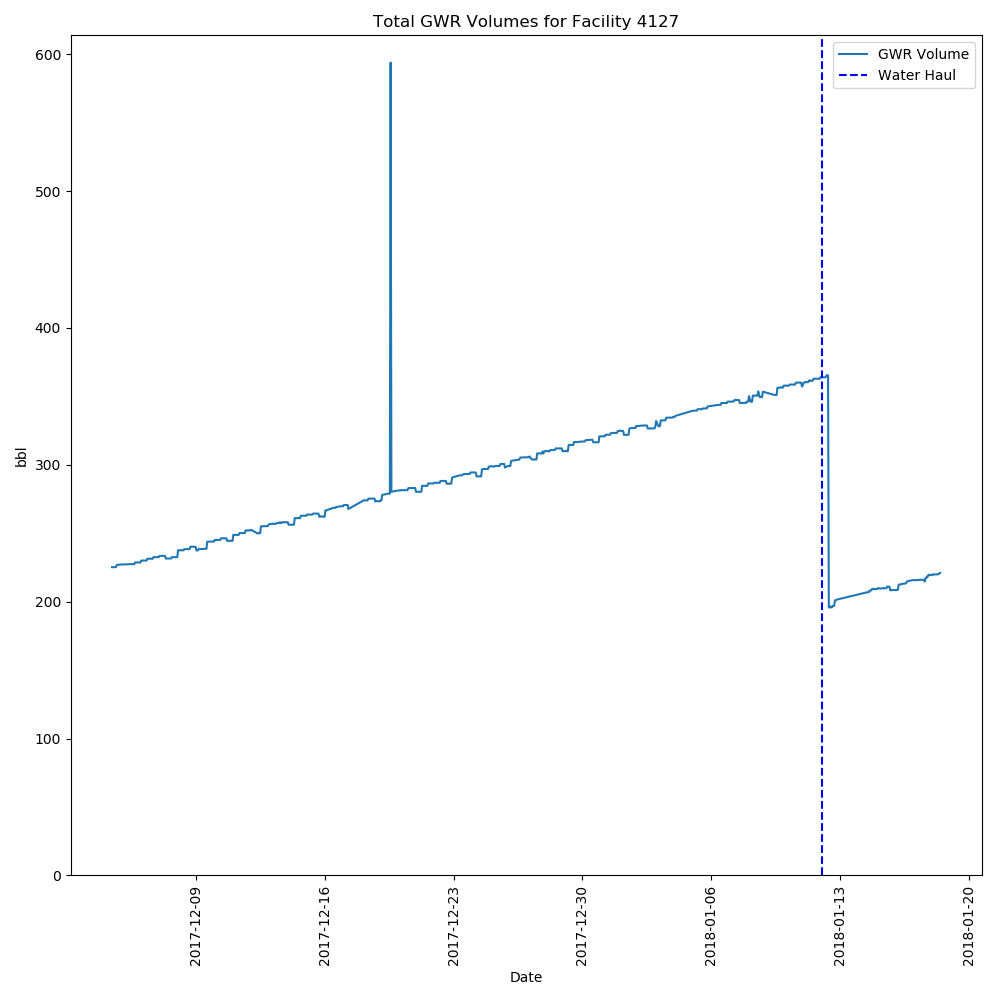 Total GWR Volumes for Facility 4127
GWR Volume
Water Haul
600
500
400
300
200
100
0
bbl
2017-12-09
2017-12-16
2017-12-23
2017-12-30
2018-01-06
2018-01-13
2018-01-20
Date